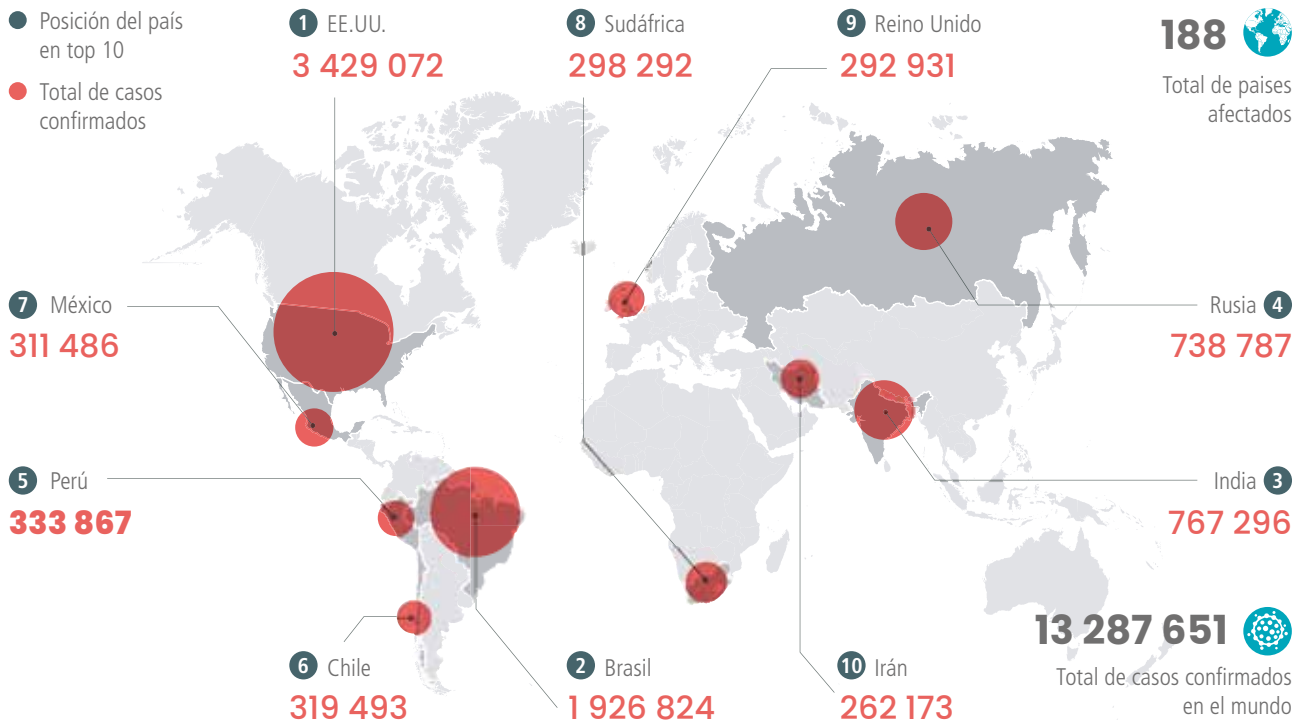 Posición del país
en top 10
Total de casos
confirmados
1 EE.UU.
3 429 072
8 Sudáfrica
298 292
9 Reino Unido
292 931
188
Total de paises
afectados
7 México
311 486
Rusia 4
738 787
5 Perú
333 867
India 3
767 296
6 Chile
319 493
2 Brasil
1 926 824
10 Irán
262 173
13 287 651
Total de casos confirmados
en el mundo